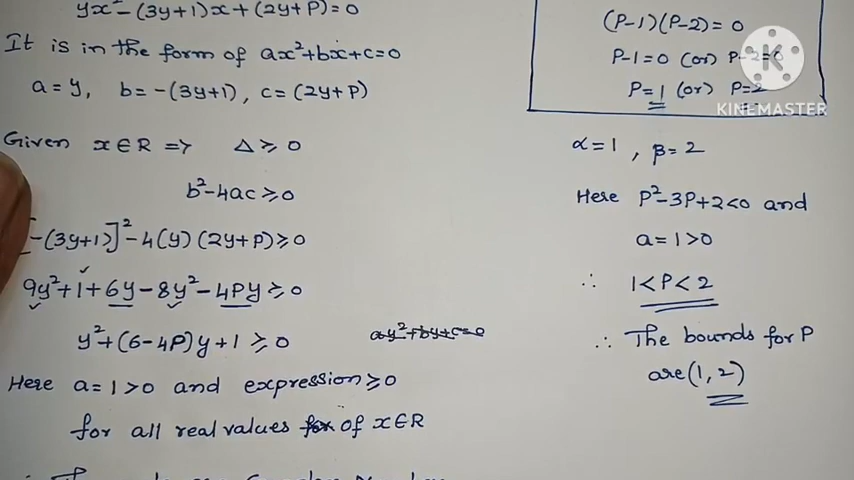 yx²-(3y+1)x+(2y+P)=0
It is in the form of ax²+bx+c=0
a=y, b=-(3y+1), c=(2y+P)
Given x∈R => Δ≥0
b²-4ac≥0
[-(3y+1)]²-4(y)(2y+P)≥0
9y²+1+6y-8y²-4Py≥0
y²+(6-4P)y+1≥0
Here a=1>0 and expression≥0
for all real values of x∈R
(P-1)(P-2)=0
P-1=0 (or) P-2=0
P=1 (or) P=2
KINEMASTER
α=1, β=2
Here P²-3P+2<0 and
a=1>0
∴ 1<P<2
ay²+by+c=0
∴ The bounds for P
are (1,2)